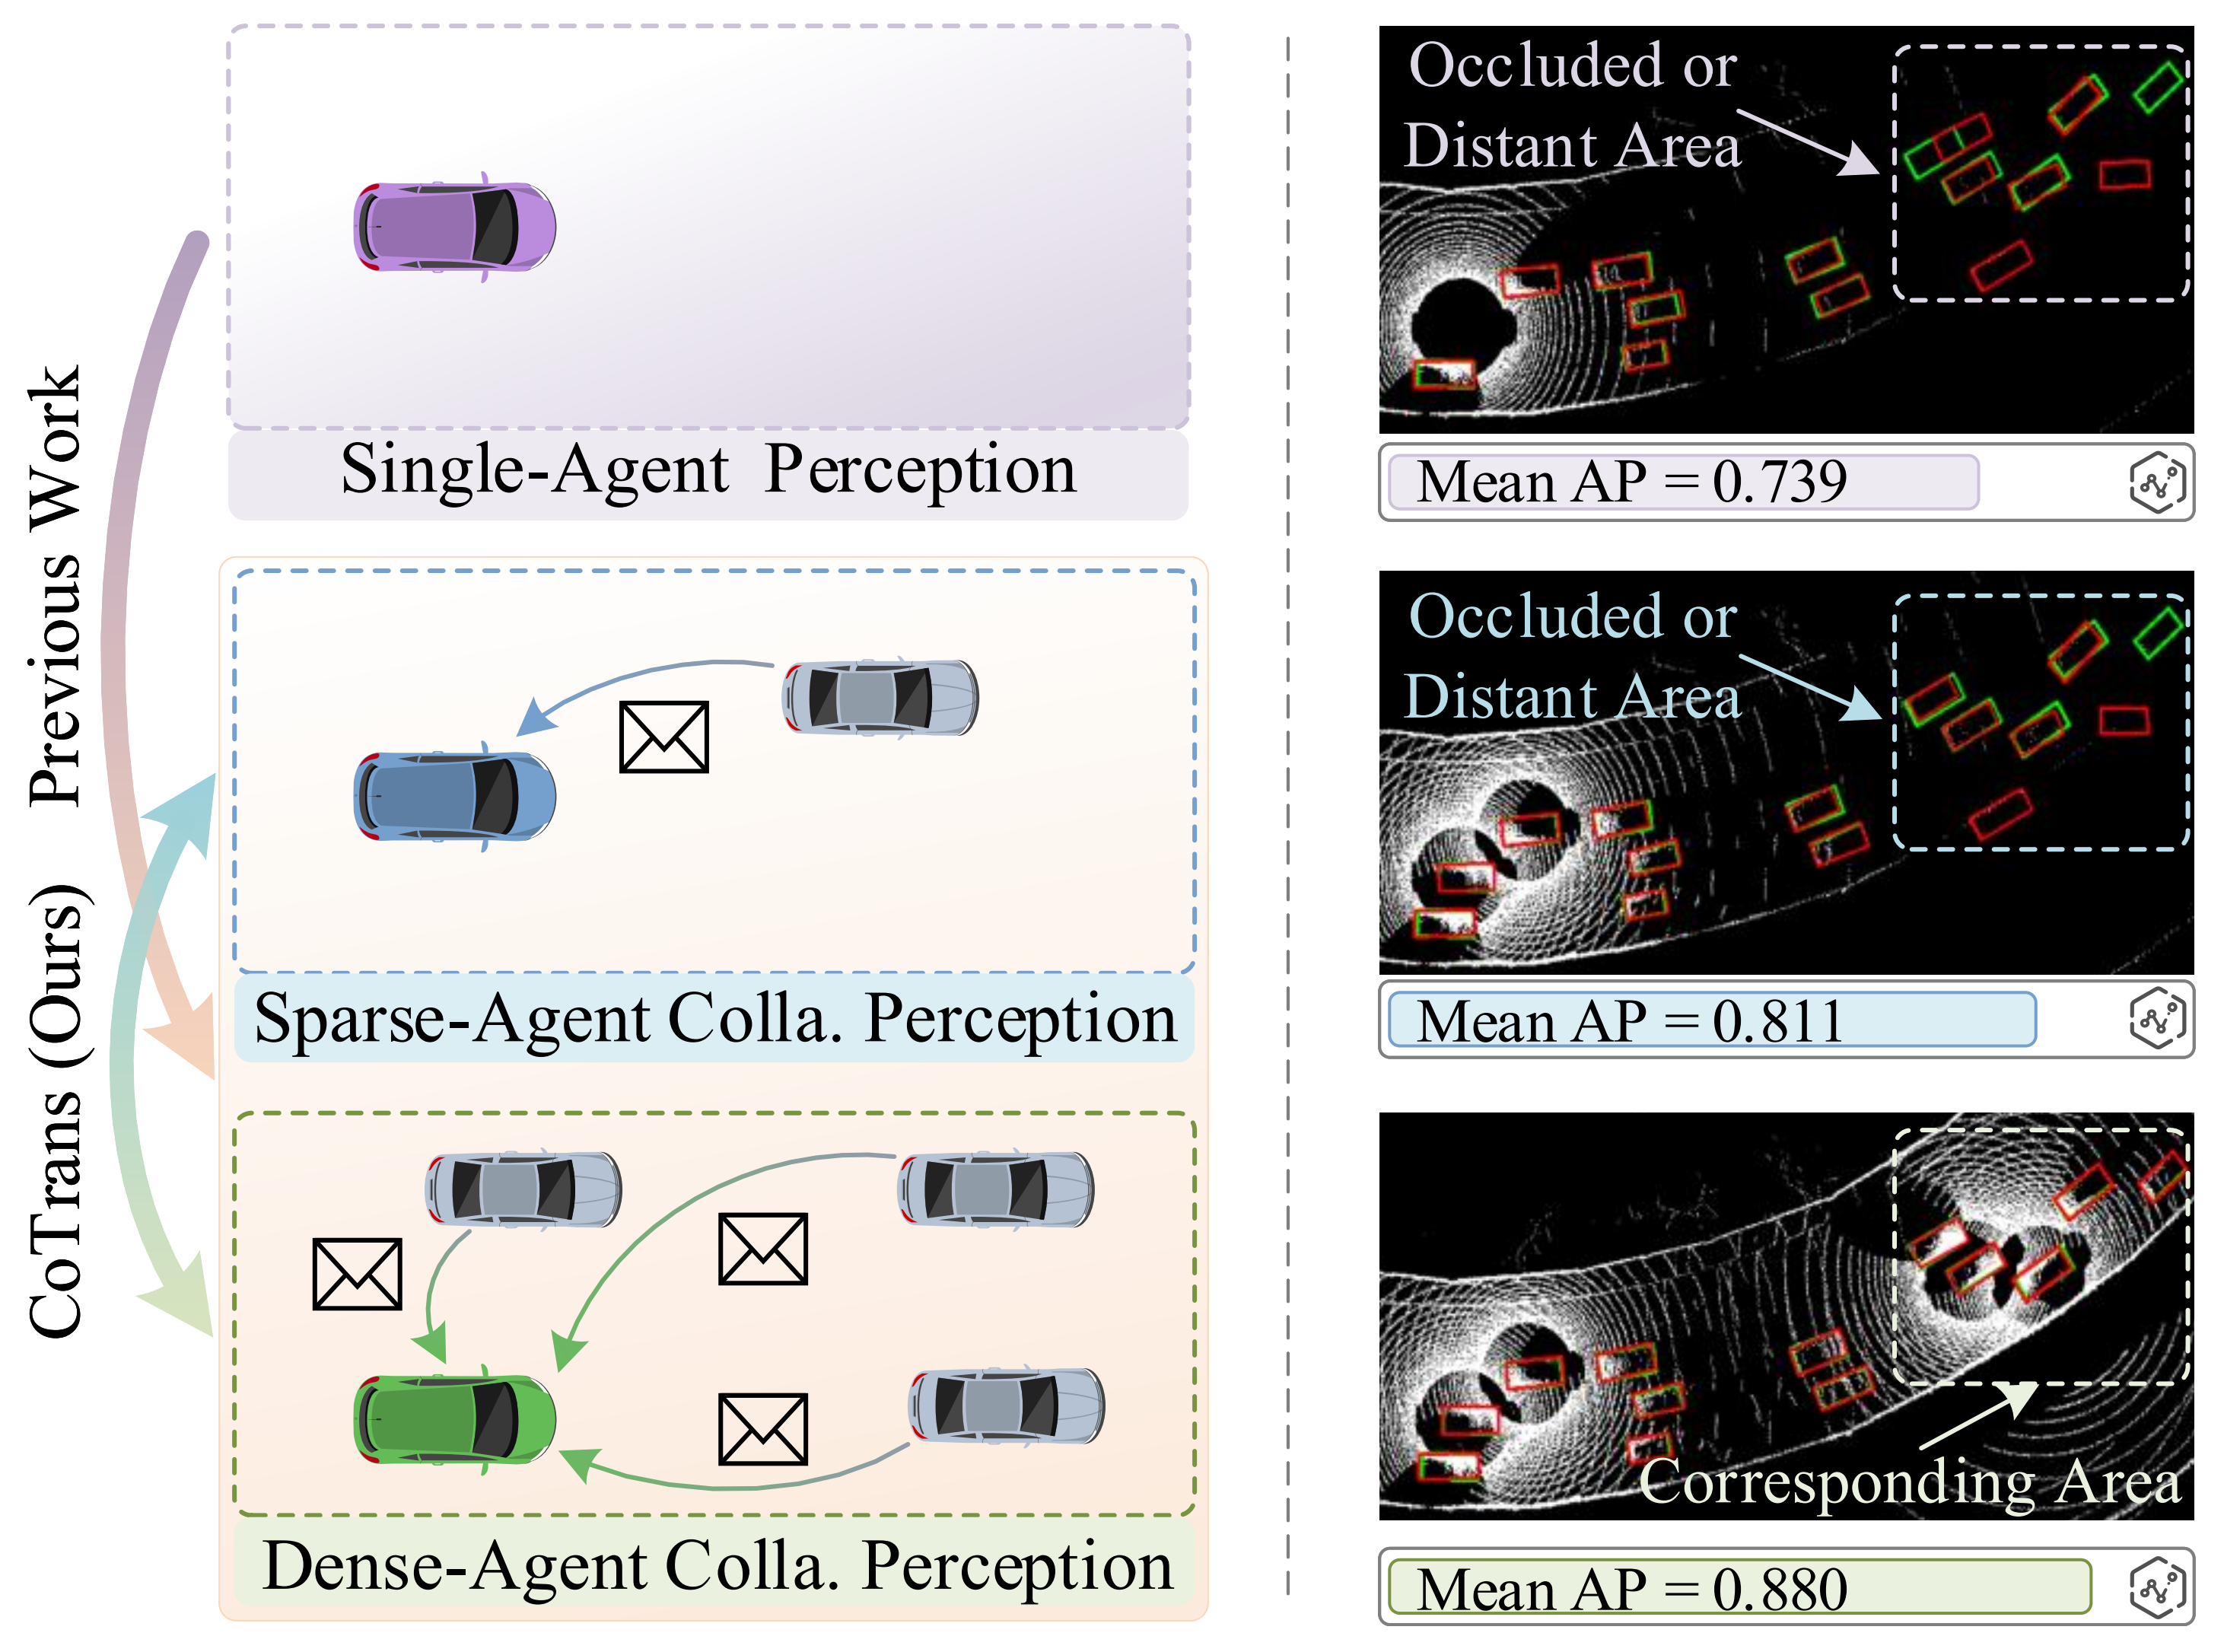 Previous Work
CoTrans (Ours)
Single-Agent Perception
Sparse-Agent Colla. Perception
Dense-Agent Colla. Perception
Occluded or
Distant Area
Mean AP = 0.739
Occluded or
Distant Area
Mean AP = 0.811
Corresponding Area
Mean AP = 0.880